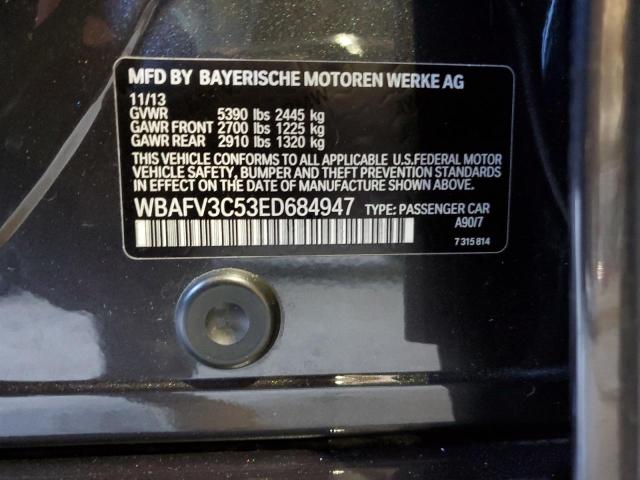 MFD BY BAYERISCHE MOTOREN WERKE AG
11/13
GVWR 5390 lbs 2445 kg
GAWR FRONT 2700 lbs 1225 kg
GAWR REAR 2910 lbs 1320 kg
THIS VEHICLE CONFORMS TO ALL APPLICABLE U.S.FEDERAL MOTOR
VEHICLE SAFETY, BUMPER AND THEFT PREVENTION STANDARDS
IN EFFECT ON THE DATE OF MANUFACTURE SHOWN ABOVE.
WBAFV3C53ED684947 TYPE: PASSENGER CAR
A90/7
7 315 814